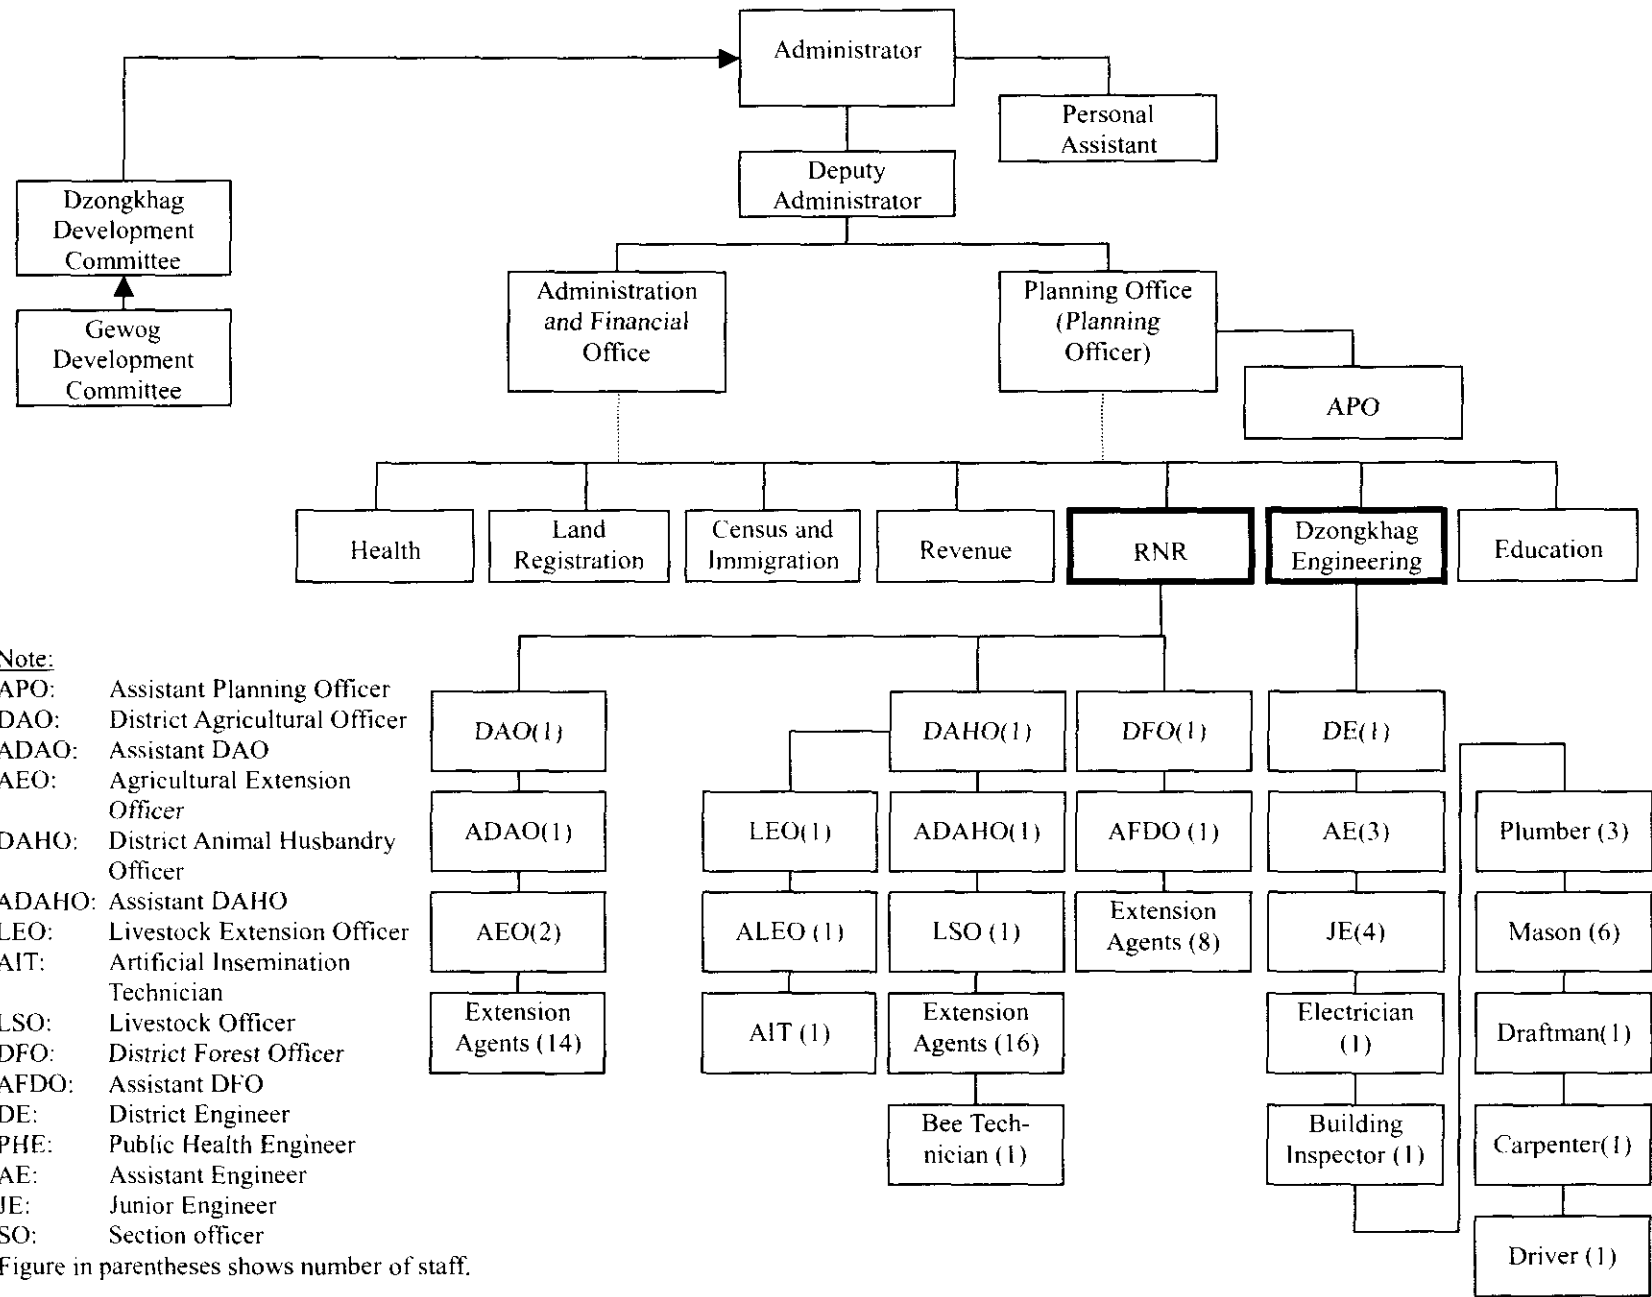 Administrator
Personal
Assistant
Deputy
Administrator
Dzongkhag
Development
Committee
Gewog
Development
Committee
Administration
and Financial
Office
Planning Office
(Planning
Officer)
APO
Health
Land
Registration
Census and
Immigration
Revenue
RNR
Dzongkhag
Engineering
Education
Note:
APO: Assistant Planning Officer
DAO: District Agricultural Officer
ADAO: Assistant DAO
AEO: Agricultural Extension
Officer
DAHO: District Animal Husbandry
Officer
ADAHO: Assistant DAHO
LEO: Livestock Extension Officer
AIT: Artificial Insemination
Technician
LSO: Livestock Officer
DFO: District Forest Officer
AFDO: Assistant DFO
DE: District Engineer
PHE: Public Health Engineer
AE: Assistant Engineer
JE: Junior Engineer
SO: Section officer
Figure in parentheses shows number of staff.
DAO(1)
ADAO(1)
AEO(2)
Extension
Agents (14)
LEO(1)
ALEO (1)
AIT (1)
DAHO(1)
ADAHO(1)
LSO (1)
Extension
Agents (16)
Bee Tech-
nician (1)
DFO(1)
AFDO (1)
Extension
Agents (8)
DE(1)
AE(3)
JE(4)
Electrician
(1)
Building
Inspector (1)
Plumber (3)
Mason (6)
Draftman(1)
Carpenter(1)
Driver (1)